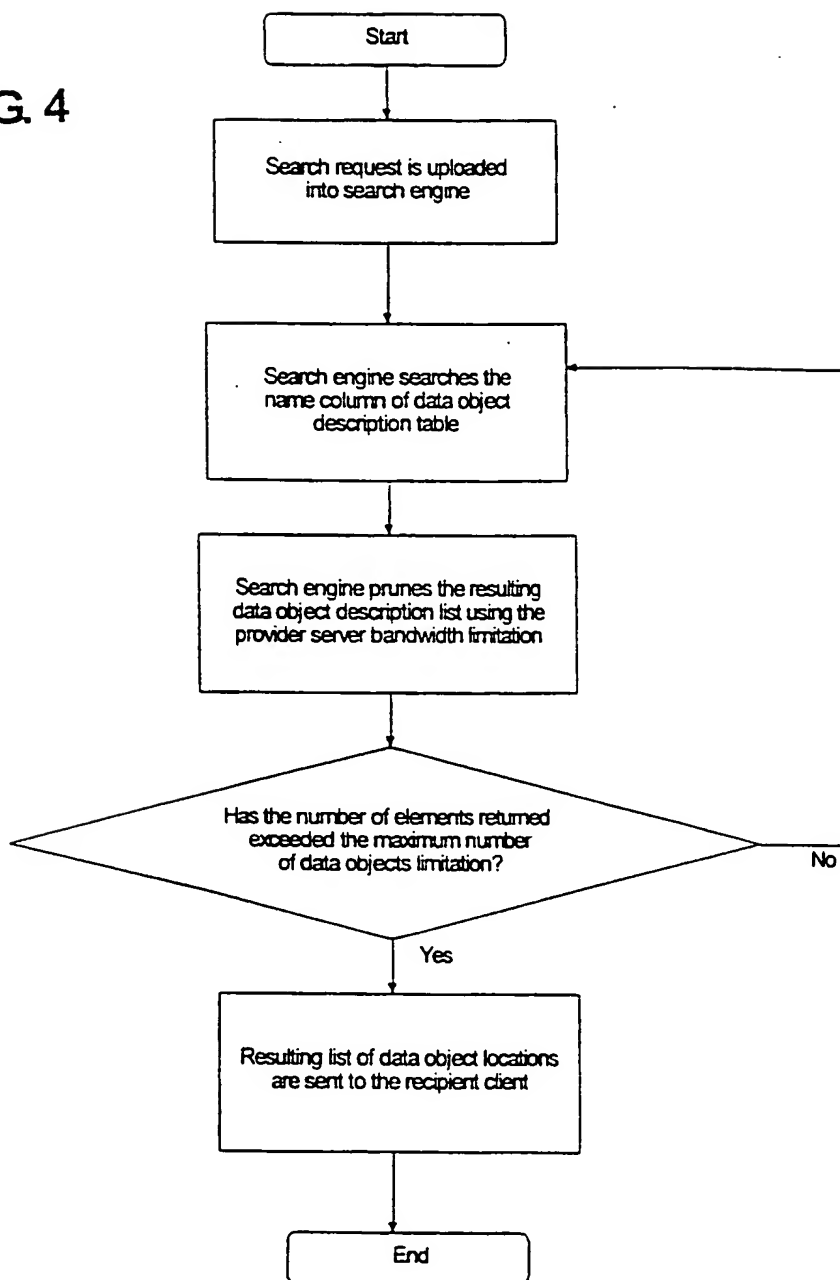 Start
G. 4
Search request is uploaded
into search engine
Search engine searches the
name column of data object
description table
Search engine prunes the resulting
data object description list using the
provider server bandwidth limitation
Has the number of elements returned
exceeded the maximum number
of data objects limitation?
No
Yes
Resulting list of data object locations
are sent to the recipient client
End